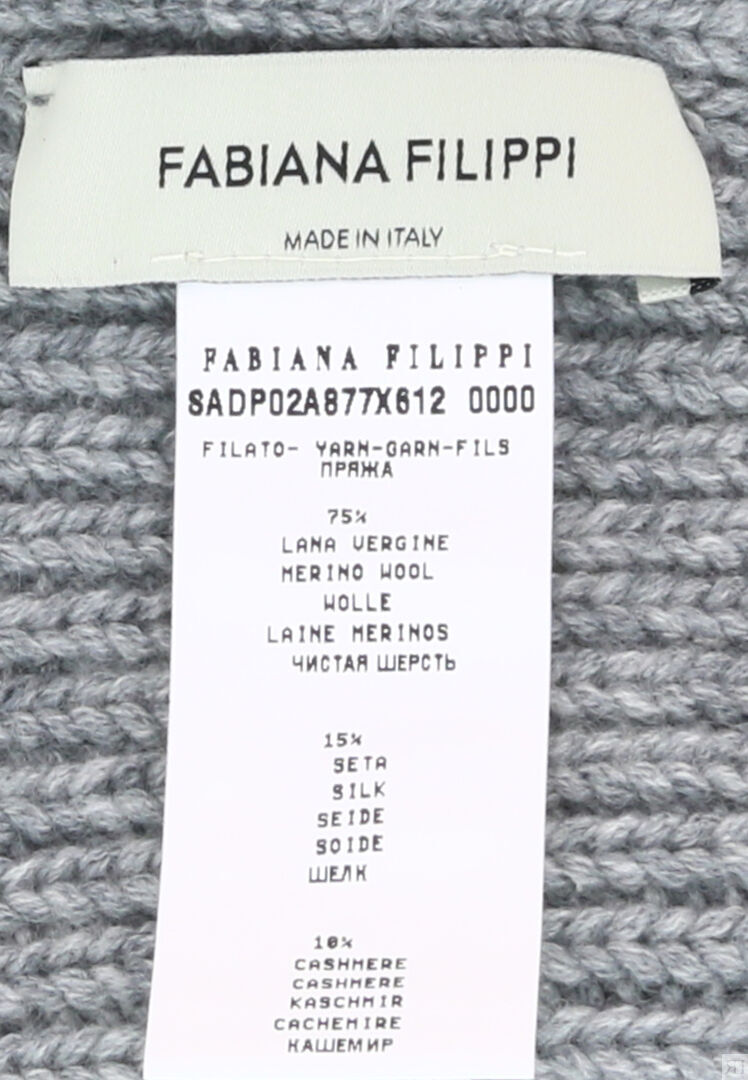 FABIANA FILIPPI
MADE IN ITALY
FABIANA FILIPPI
SADP02A877X612 0000
FILATO- YARN-GARN-FILS
ПРЯЖА
75%
LANA VERGINE
MERINO WOOL
WOLLE
LAINE MERINOS
ЧИСТАЯ ШЕРСТЬ
15%
SETA
SILK
SEIDE
SOIDE
ШЕЛК
10%
CASHMERE
CASHMERE
KASCHMIR
CACHEMIRE
КАШЕМИР